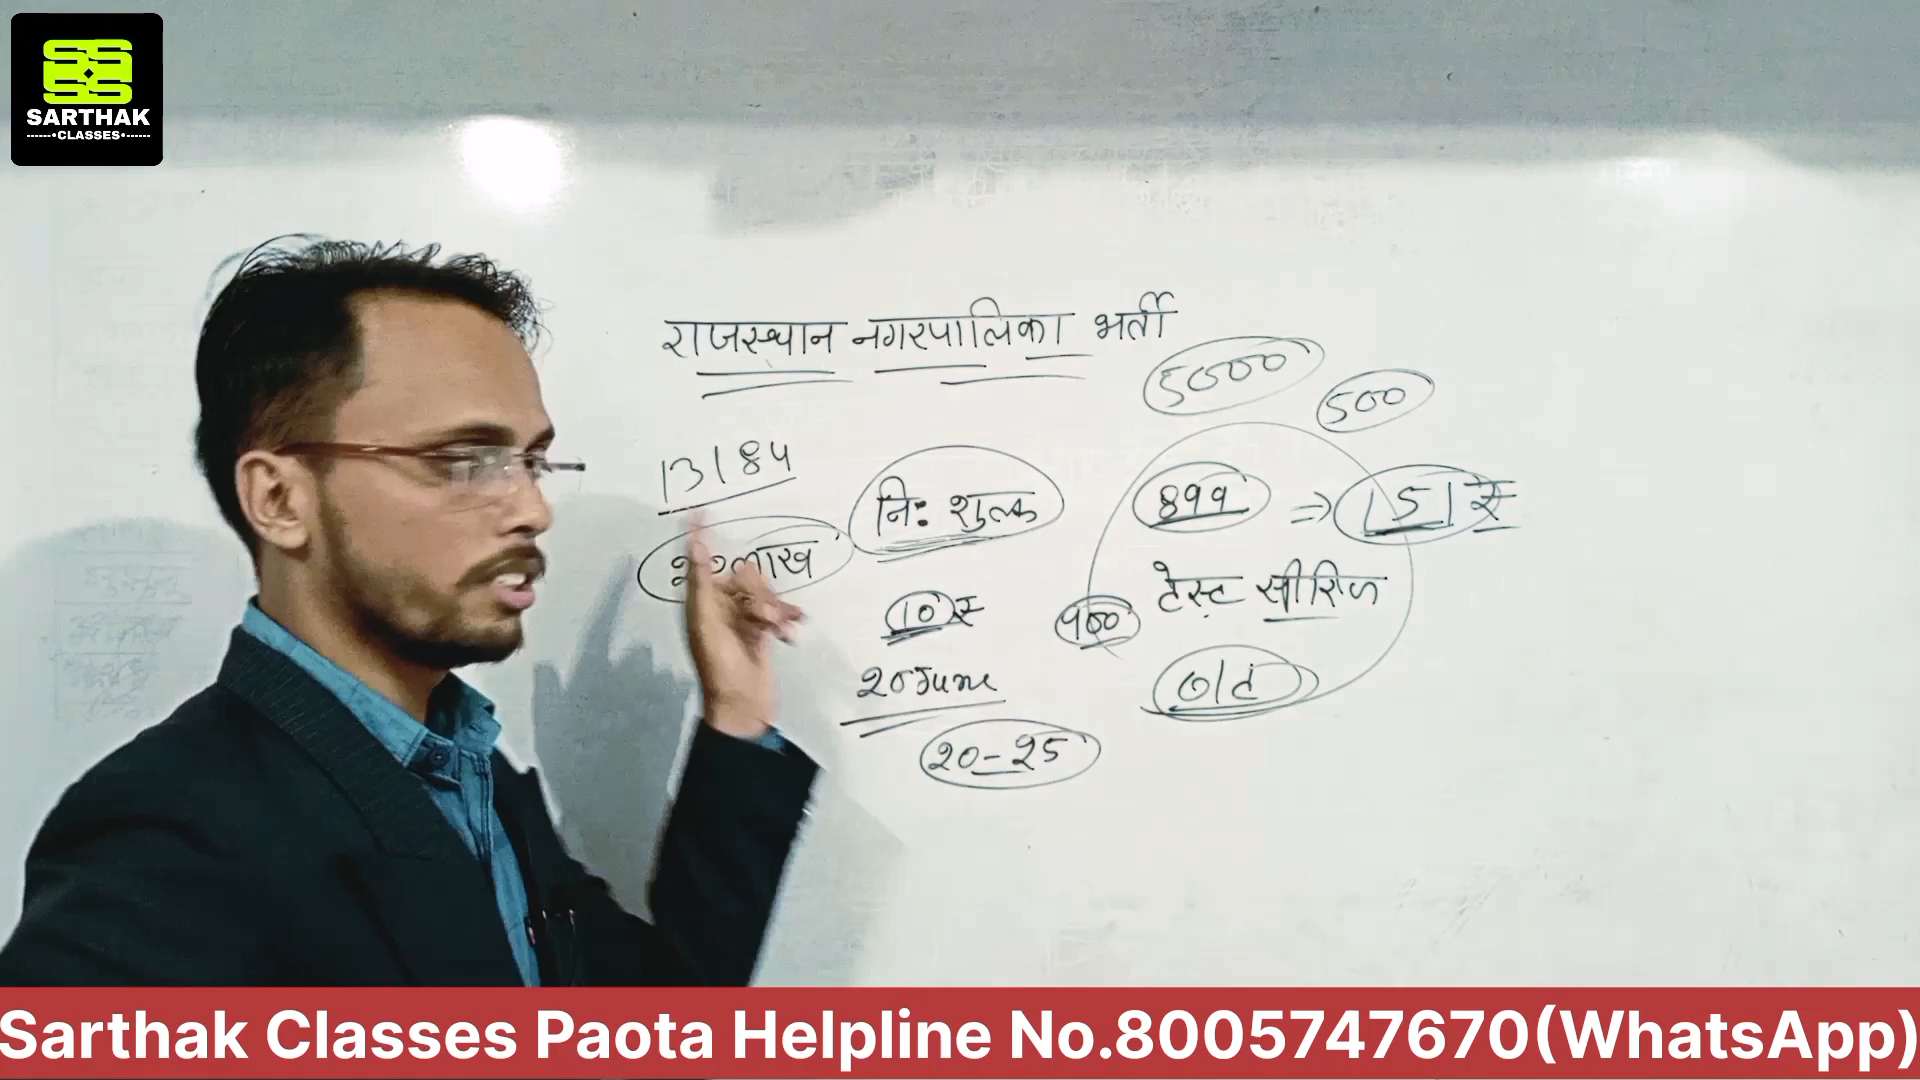 SARTHAK
CLASSES
राजस्थान नगरपालिका भर्ती
5000
500
13184
नि: शुल्क
899 ⇒ 151 रु
लाख
10 रु
900
टेस्ट सीरिज
20 June
20-25
Sarthak Classes Paota Helpline No.8005747670(WhatsApp)